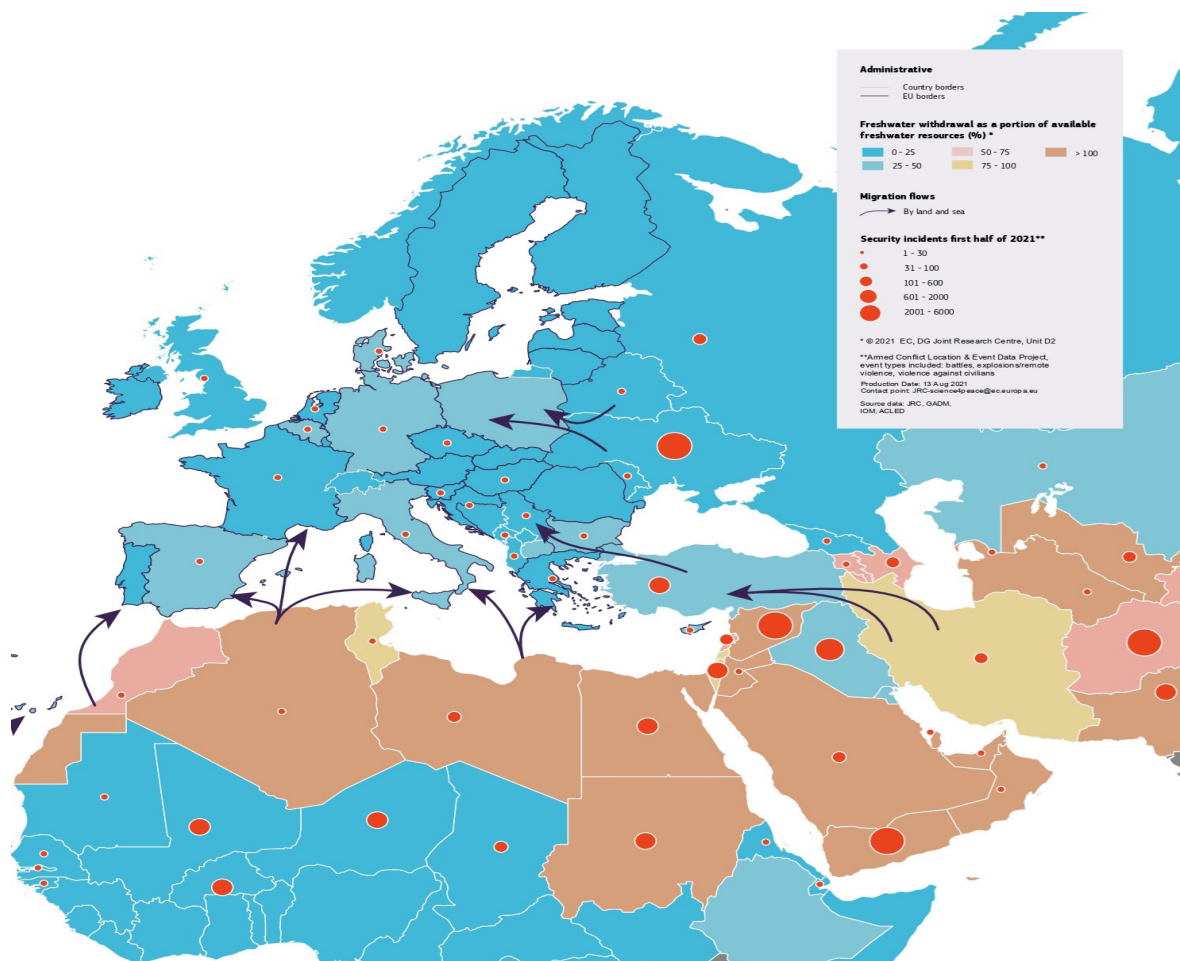 Administrative
Country borders
EU borders
Freshwater withdrawal as a portion of available
freshwater resources (%) *
0 - 25
50 - 75
> 100
25 - 50
75 - 100
Migration flows
By land and sea
Security incidents first half of 2021**
1 - 30
31 - 100
101 - 600
601 - 2000
2001 - 6000
* © 2021 EC, DG Joint Research Centre, Unit D2
**Armed Conflict Location & Event Data Project,
event types included: battles, explosions/remote
violence, violence against civilians
Production Date: 13 Aug 2021
Contact point: JRC-science4peace@ec.europa.eu
Source data: JRC, GADM,
IOM, ACLED